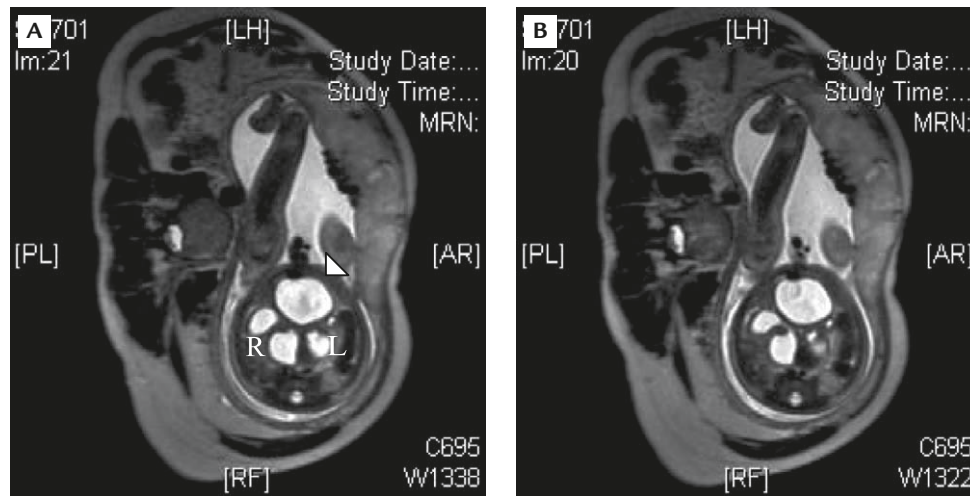 A
701
[LH]
Im:21
Study Date:...
Study Time:...
MRN:
[PL]
[AR]
R
L
C695
[RF]
W1338
B
701
[LH]
Im:20
Study Date:...
Study Time:...
MRN:
[PL]
[AR]
C695
[RF]
W1322